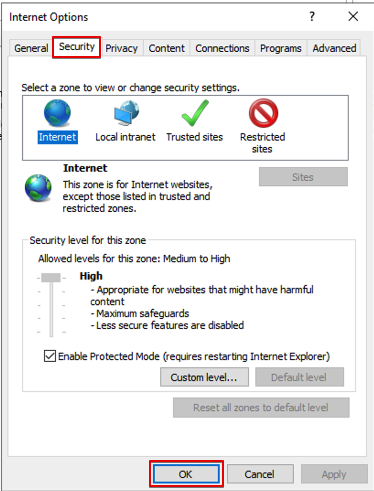 Internet Options
?
General Security Privacy Content Connections Programs Advanced
Select a zone to view or change security settings.
Internet Local intranet Trusted sites Restricted
sites
Internet
Sites
This zone is for Internet websites,
except those listed in trusted and
restricted zones.
Security level for this zone
Allowed levels for this zone: Medium to High
High
- Appropriate for websites that might have harmful
content
- Maximum safeguards
- Less secure features are disabled
Enable Protected Mode (requires restarting Internet Explorer)
Custom level... Default level
Reset all zones to default level
OK Cancel Apply